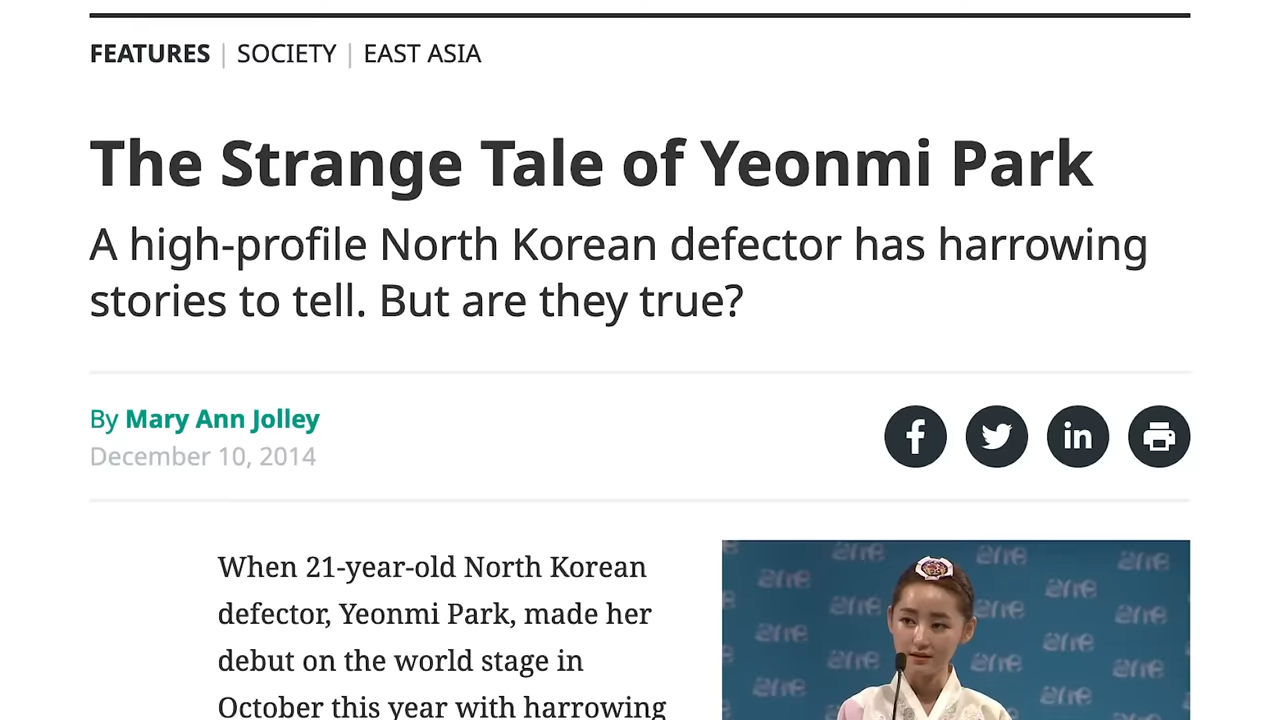 FEATURES | SOCIETY | EAST ASIA
The Strange Tale of Yeonmi Park
A high-profile North Korean defector has harrowing
stories to tell. But are they true?
By Mary Ann Jolley
December 10, 2014
When 21-year-old North Korean
defector, Yeonmi Park, made her
debut on the world stage in
October this year with harrowing